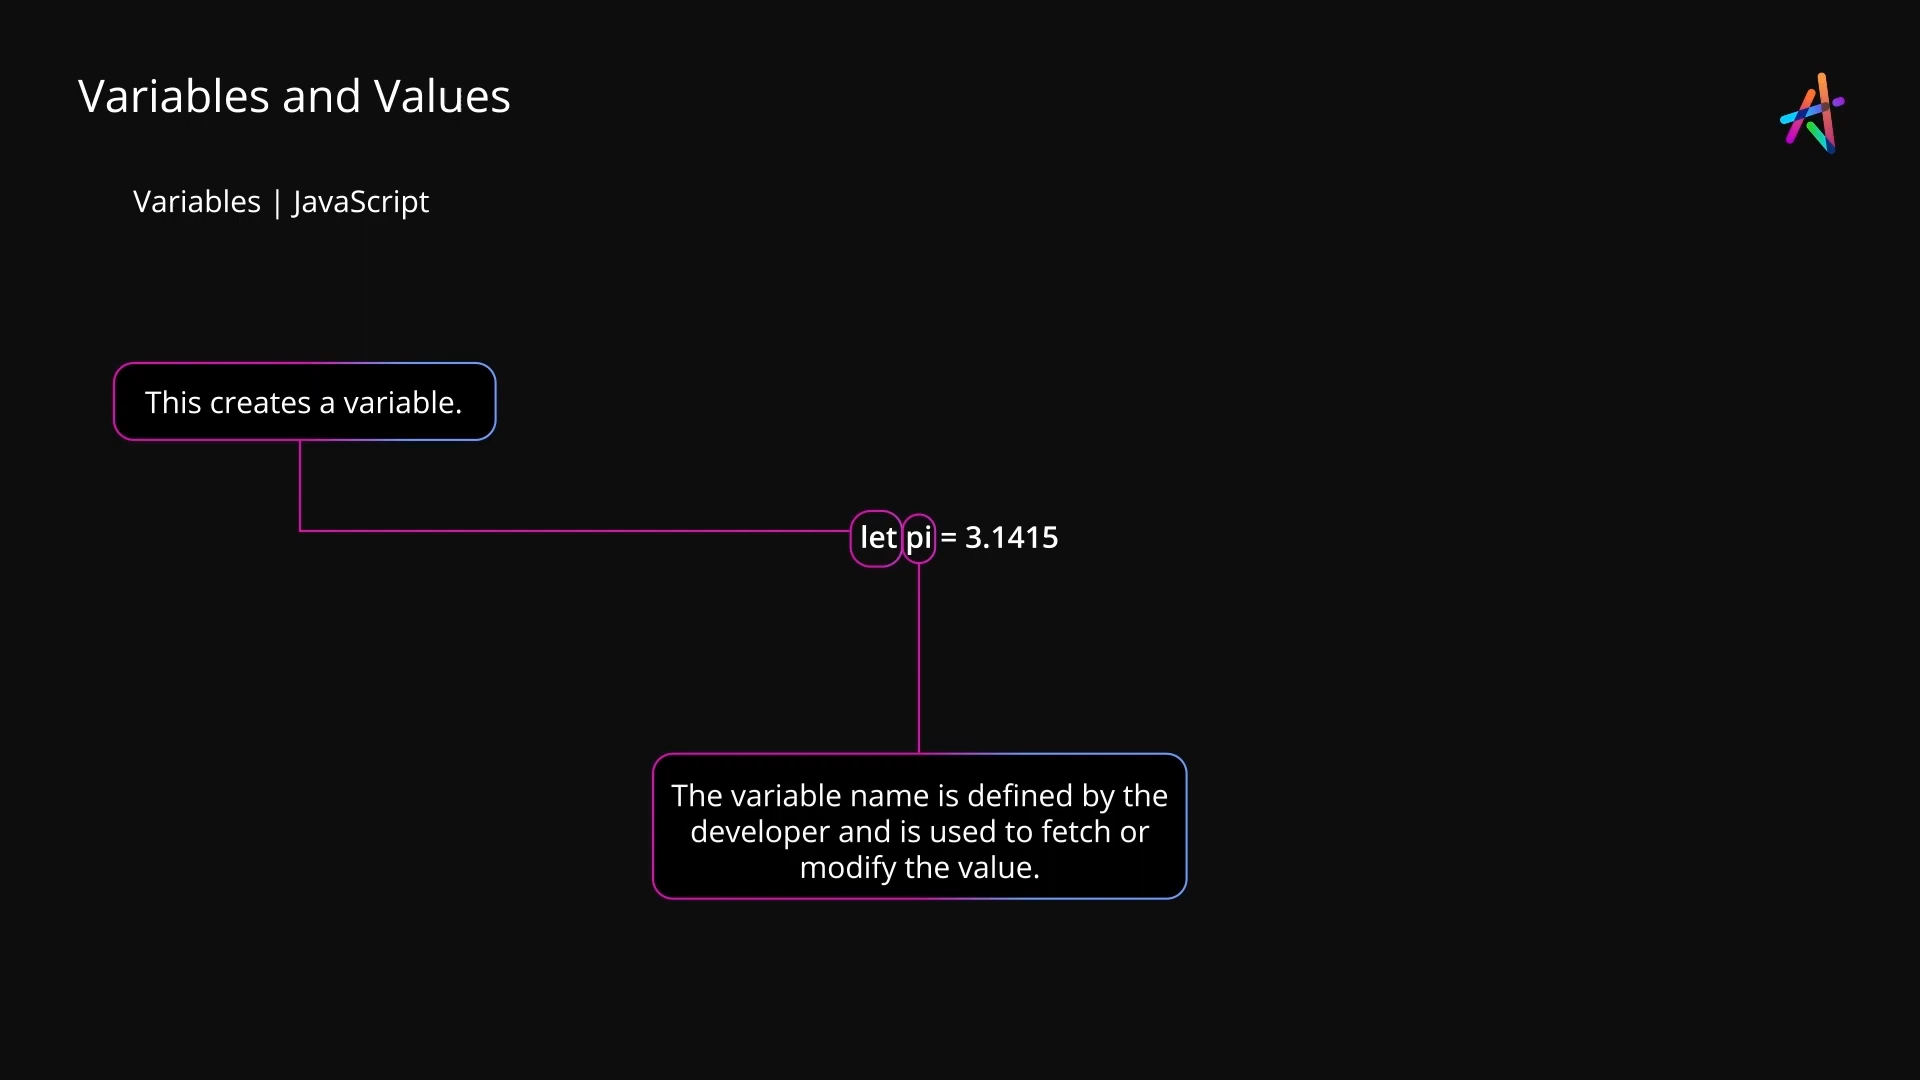 Variables and Values
Variables | JavaScript
This creates a variable.
let pi = 3.1415
The variable name is defined by the
developer and is used to fetch or
modify the value.